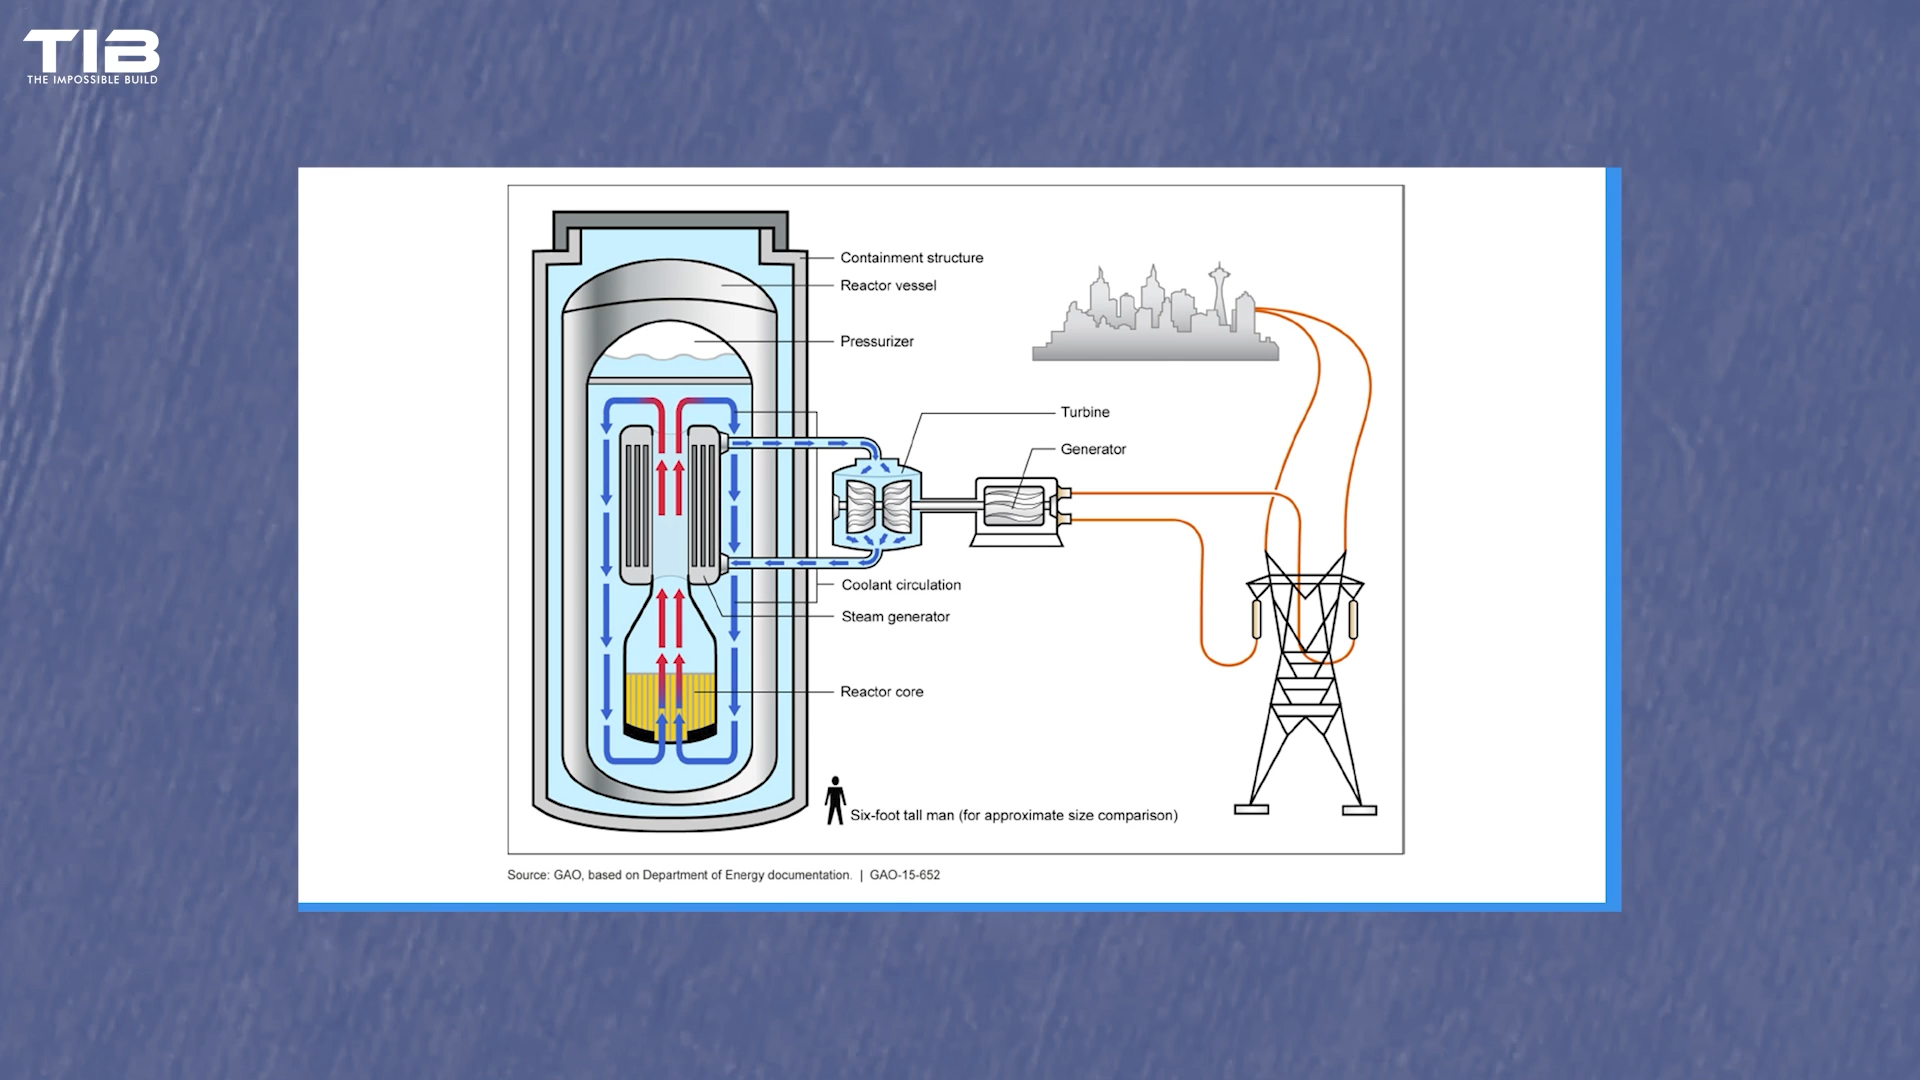 TIB
THE IMPOSSIBLE BUILD
Containment structure
Reactor vessel
Pressurizer
Turbine
Generator
Coolant circulation
Steam generator
Reactor core
Six-foot tall man (for approximate size comparison)
Source: GAO, based on Department of Energy documentation. | GAO-15-652